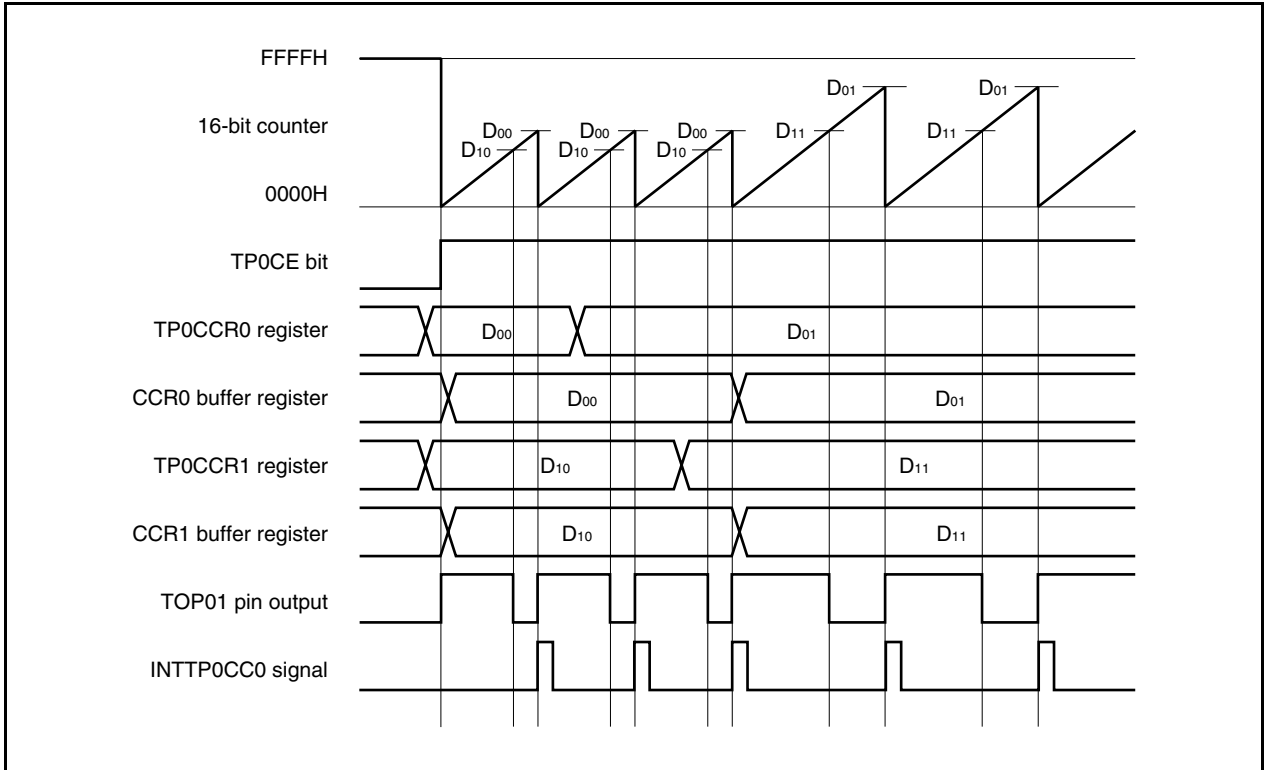 FFFFH
16-bit counter
0000H
D01 D01
D00 D00 D00 D11 D11
D10 D10 D10
TP0CE bit
TP0CCR0 register D00 D01
CCR0 buffer register D00 D01
TP0CCR1 register D10 D11
CCR1 buffer register D10 D11
TOP01 pin output
INTTP0CC0 signal